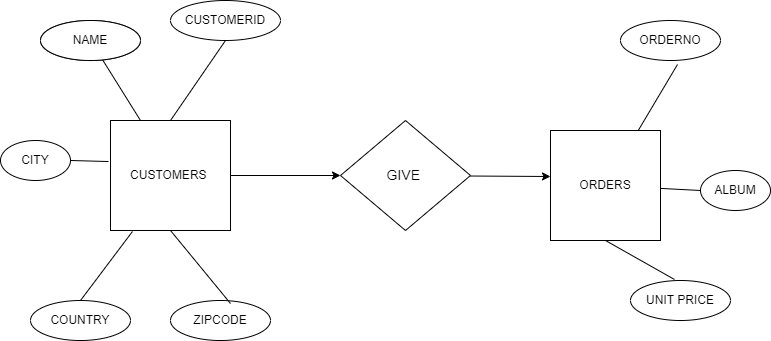 CUSTOMERID
NAME
ORDERNO
CITY
CUSTOMERS
GIVE
ORDERS
ALBUM
UNIT PRICE
COUNTRY
ZIPCODE